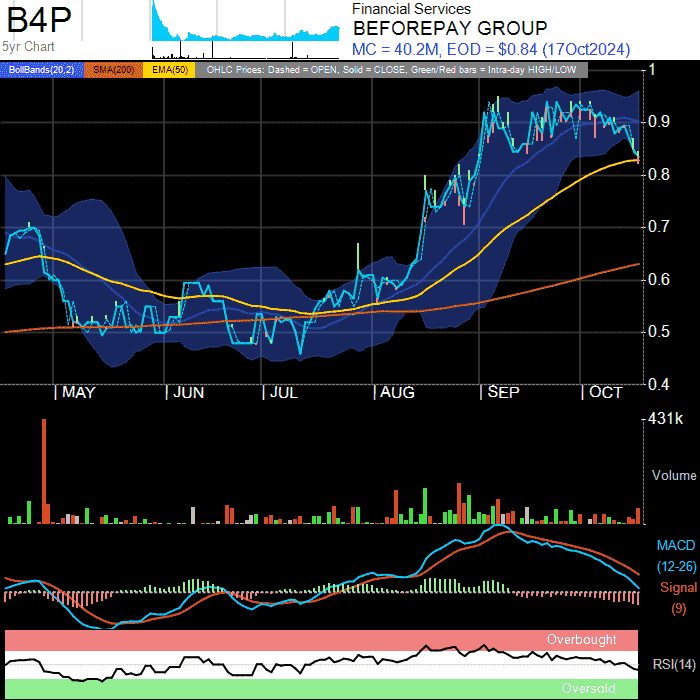 B4P
5yr Chart
Financial Services
BEFOREPAY GROUP
MC = 40.2M, EOD = $0.84 (17Oct2024)
BollBands(20,2) SMA(200) EMA(50) OHLC Prices: Dashed = OPEN, Solid = CLOSE, Green/Red bars = Intra-day HIGH/LOW
1
0.9
0.8
0.7
0.6
0.5
0.4
| MAY | JUN | JUL | AUG | SEP | OCT
431k
Volume
MACD
(12-26)
Signal
(9)
Overbought
RSI(14)
Oversold